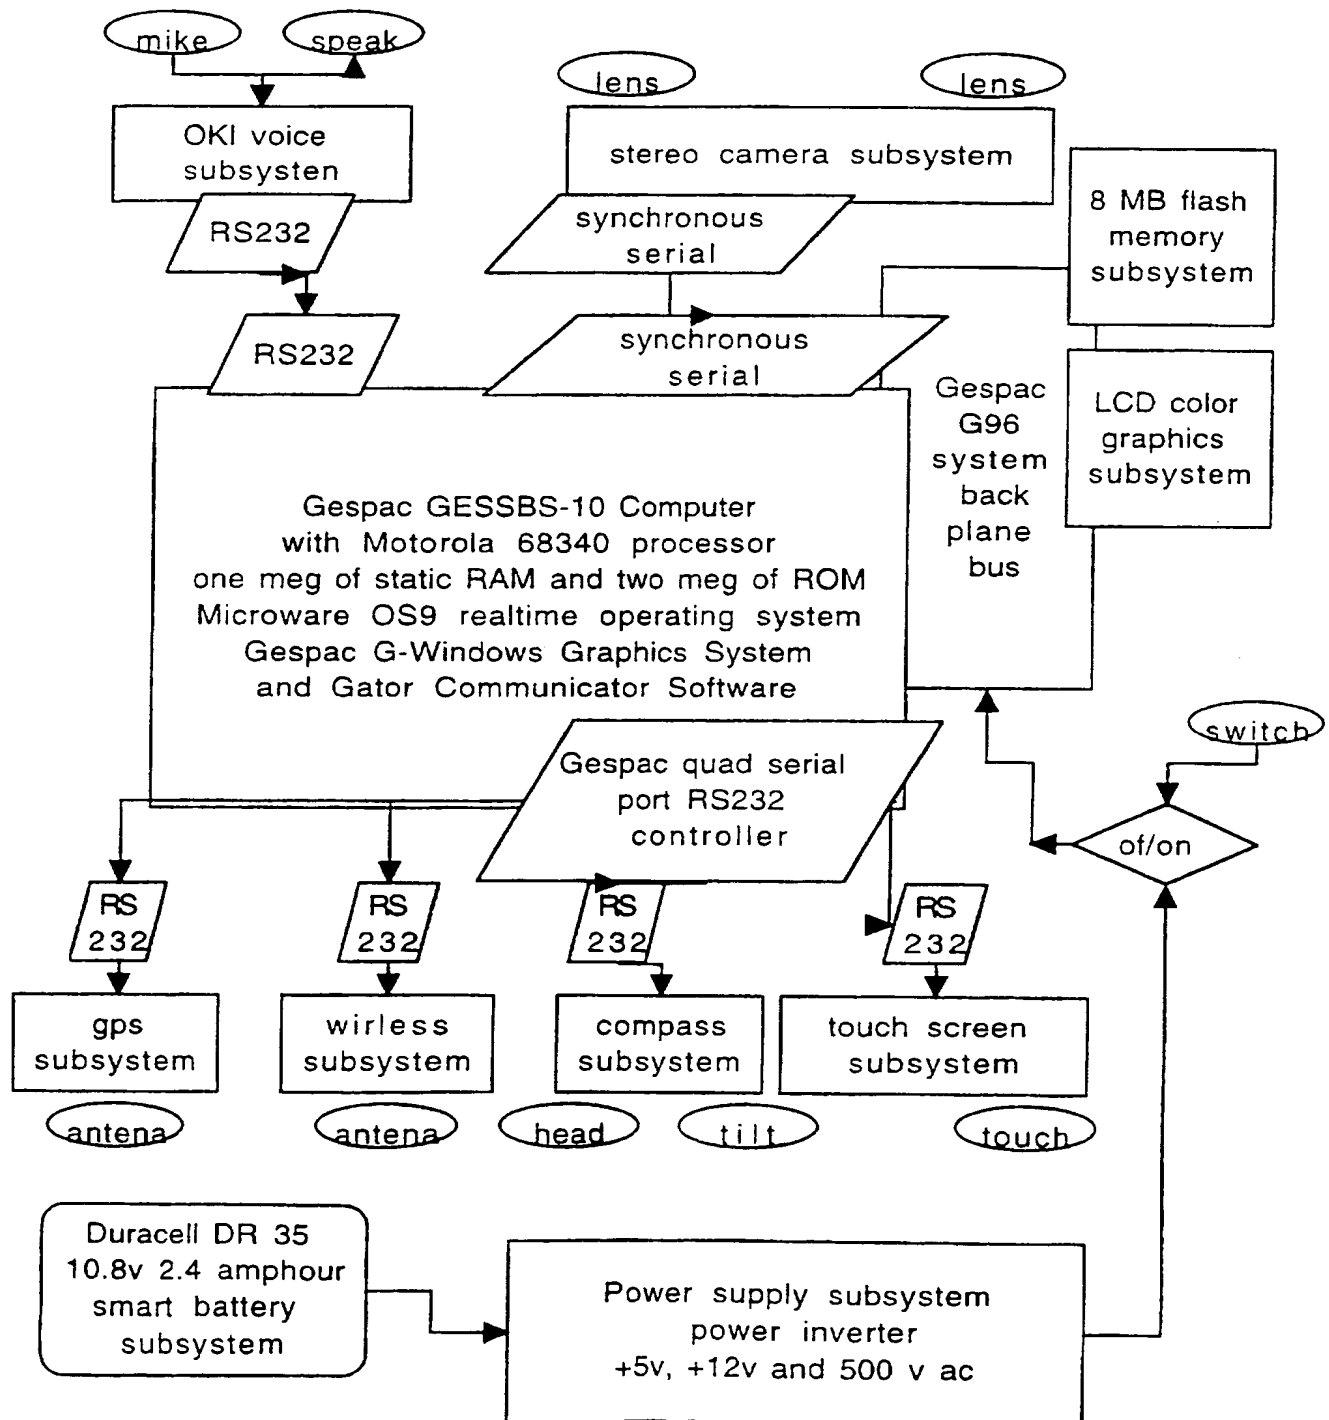 mike
speak
lens
lens
OKI voice
subsysten
stereo camera subsystem
RS232
synchronous
serial
8 MB flash
memory
subsystem
RS232
synchronous
serial
Gespac
G96
system
back
plane
bus
LCD color
graphics
subsystem
Gespac GESSBS-10 Computer
with Motorola 68340 processor
one meg of static RAM and two meg of ROM
Microware OS9 realtime operating system
Gespac G-Windows Graphics System
and Gator Communicator Software
switch
Gespac quad serial
port RS232
controller
of/on
RS
232
RS
232
RS
232
RS
232
gps
subsystem
wirless
subsystem
compass
subsystem
touch screen
subsystem
antena
antena
head
tilt
touch
Duracell DR 35
10.8v 2.4 amphour
smart battery
subsystem
Power supply subsystem
power inverter
+5v, +12v and 500 v ac